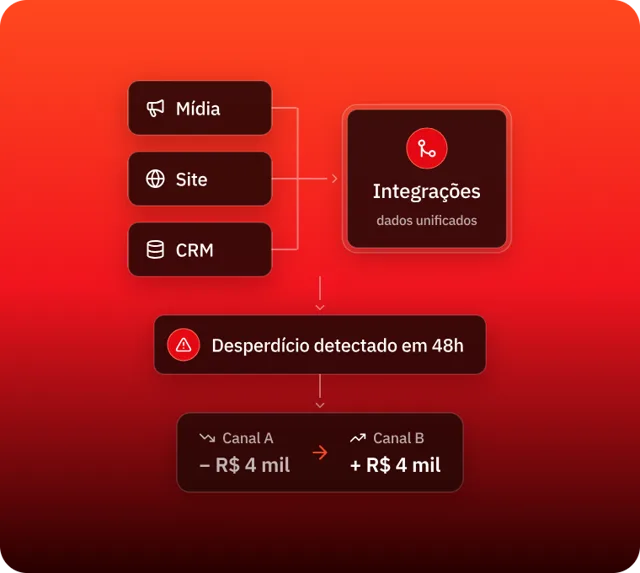 Mídia
Site
CRM
Integrações
dados unificados
Desperdício detectado em 48h
Canal A
– R$ 4 mil
Canal B
+ R$ 4 mil